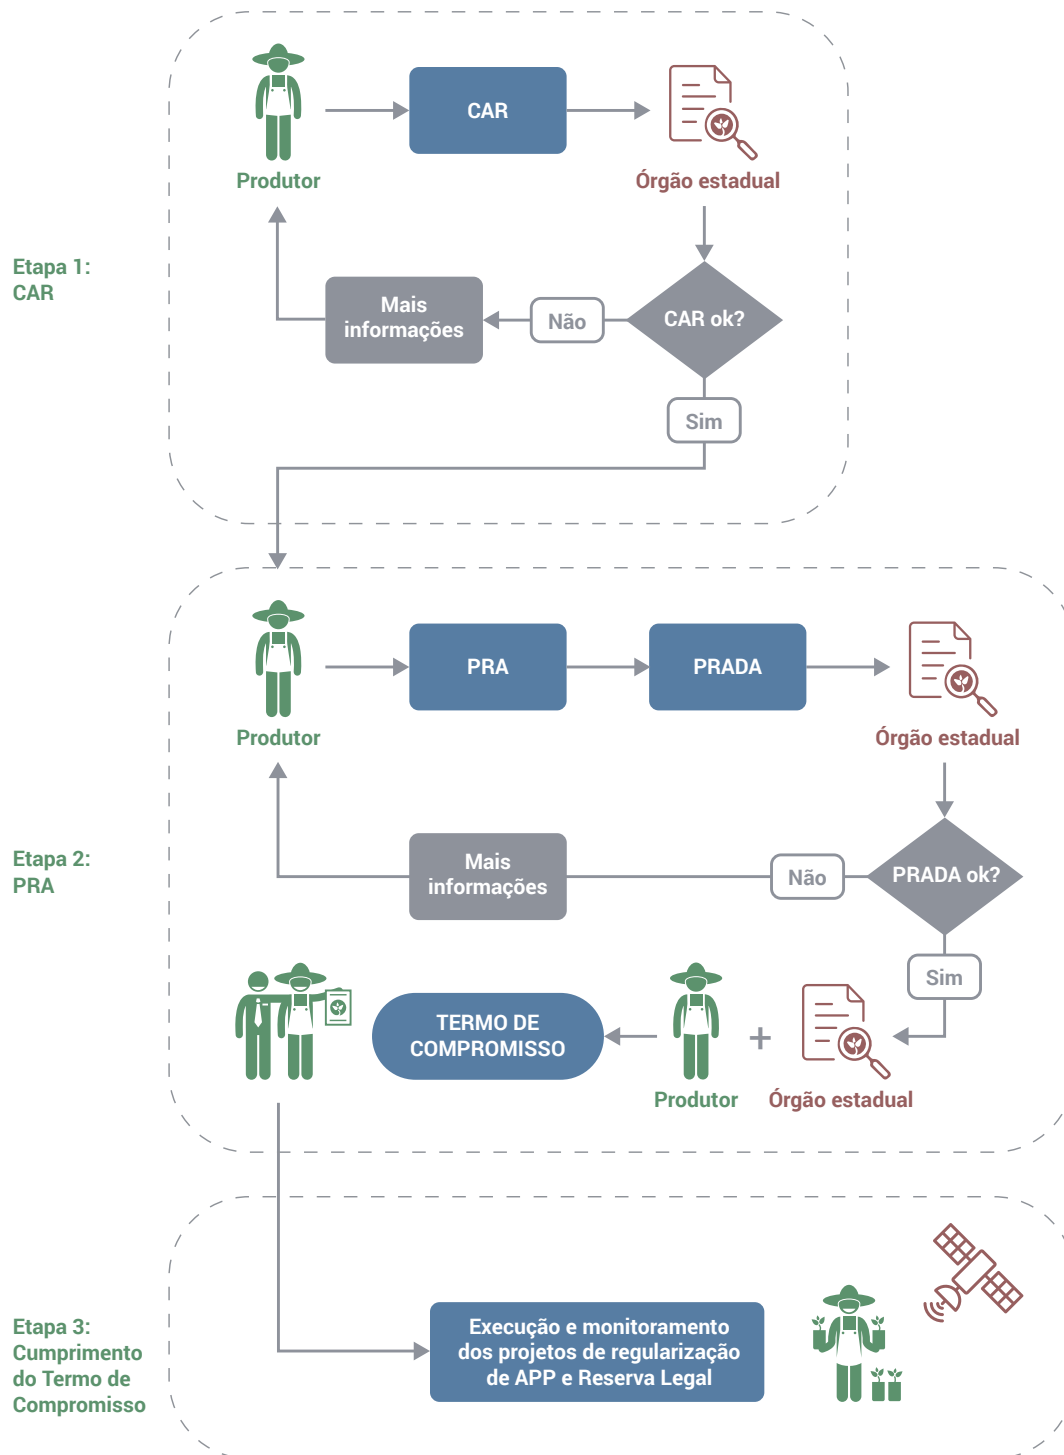 CAR
Produtor
Órgão estadual
Etapa 1:
CAR
Mais
informações
Não
CAR ok?
Sim
PRA
PRADA
Produtor
Órgão estadual
Etapa 2:
PRA
Mais
informações
Não
PRADA ok?
Sim
TERMO DE
COMPROMISSO
+
Produtor
Órgão estadual
Etapa 3:
Cumprimento
do Termo de
Compromisso
Execução e monitoramento
dos projetos de regularização
de APP e Reserva Legal